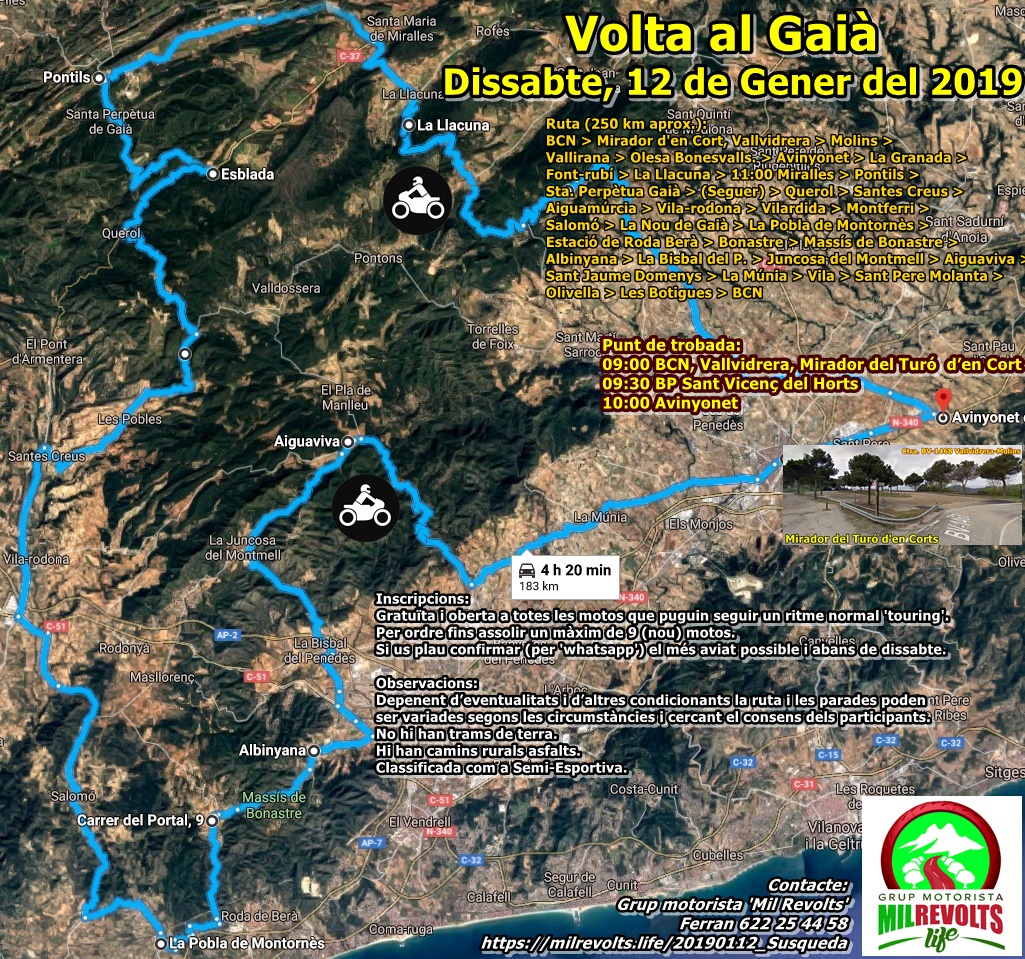 Volta al Gaià
Dissabte, 12 de Gener del 2019
Ruta (250 km aprox.):
BCN > Mirador d'en Cort, Vallvidrera > Molins >
Vallirana > Olesa Bonesvalls. > Avinyonet > La Granada >
Font-rubí > La Llacuna > 11:00 Miralles > Pontils >
Sta. Perpètua Gaià > (Seguer) > Querol > Santes Creus >
Aiguamúrcia > Vila-rodona > Vilardida > Montferri >
Salomó > La Nou de Gaià > La Pobla de Montornès >
Estació de Roda Berà > Bonastre > Massís de Bonastre >
Albinyana > La Bisbal del P. > Juncosa del Montmell > Aiguaviva >
Sant Jaume Domenys > La Múnia > Vila > Sant Pere Molanta >
Olivella > Les Botigues > BCN
Punt de trobada:
09:00 BCN, Vallvidrera, Mirador del Turó d'en Cort
09:30 BP Sant Vicenç del Horts
10:00 Avinyonet
Santa Maria
de Miralles
Rofes
C-37
Pontils
La Llacuna
La Llacuna
Santa Perpètua
de Gaià
Esblada
Querol
Pontons
Valldossera
Sant Sadurní
d'Anoia
Torrelles
de Foix
El Pont
d'Armentera
Sant Pau
El Pla de
Manlleu
Les Pobles
Penedès
N-340
Avinyonet
Santes Creus
Aiguaviva
Sant Pere
Ctra. BV-1468 Vallvidrera-Molins
Mirador del Turó d'en Corts
La Múnia
Els Monjos
La Juncosa
del Montmell
Vila-rodona
4 h 20 min
183 km
N-340
Inscripcions:
Gratuïta i oberta a totes les motos que puguin seguir un ritme normal 'touring'.
Per ordre fins assolir un màxim de 9 (nou) motos.
Si us plau confirmar (per 'whatsapp') el més aviat possible i abans de dissabte.
C-51
AP-2
Rodonyà
La Bisbal
del Penedès
Canyelles
Masllorenç
C-51
Observacions:
Depenent d'eventualitats i d'altres condicionants la ruta i les parades poden
ser variades segons les circumstàncies i cercant el consens dels participants.
No hi han trams de terra.
Hi han camins rurals asfalts.
Classificada com a Semi-Esportiva.
L'Arboç
Albinyana
C-32
C-15
C-32
C-32
C-31
Sitges
Salomó
Massís de
Bonastre
Carrer del Portal, 9
C-51
N-340
El Vendrell
AP-7
C-32
Costa-Cunit
Les Roquetes
Vilanova
i la Geltrú
Cubelles
Cunit
Segur de
Calafell
Calafell
Coma-ruga
Roda de Berà
La Pobla de Montornès
Contacte:
Grup motorista 'Mil Revolts'
Ferran 622 25 44 58
https://milrevolts.life/20190112_Susqueda
GRUP MOTORISTA
MILREVOLTS
life